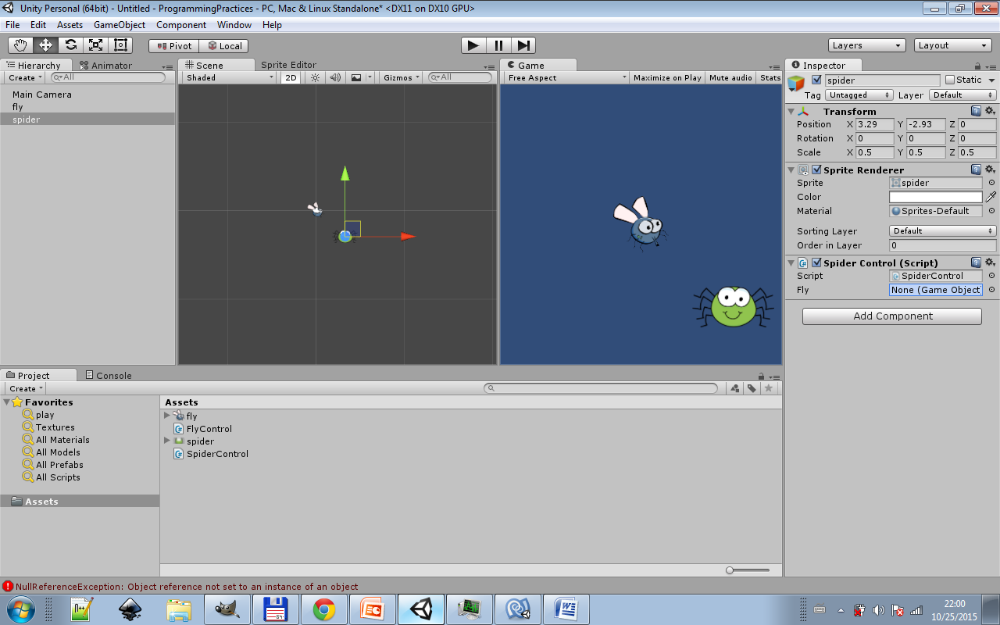 Unity Personal (64bit) - Untitled - ProgrammingPractices - PC, Mac & Linux Standalone* <DX11 on DX10 GPU>
File Edit Assets GameObject Component Window Help
Pivot Local Layers Layout
Hierarchy Animator
Create All
Main Camera
fly
spider
Scene Sprite Editor
Shaded 2D Gizmos All
Game
Free Aspect Maximize on Play Mute audio Stats
Inspector
spider Static
Tag Untagged Layer Default
Transform
Position X 3.29 Y -2.93 Z 0
Rotation X 0 Y 0 Z 0
Scale X 0.5 Y 0.5 Z 0.5
Sprite Renderer
Sprite spider
Color
Material Sprites-Default
Sorting Layer Default
Order in Layer 0
Spider Control (Script)
Script SpiderControl
Fly None (Game Object)
Add Component
Project Console
Create
Favorites
play
Textures
All Materials
All Models
All Prefabs
All Scripts
Assets
Assets
fly
FlyControl
spider
SpiderControl
NullReferenceException: Object reference not set to an instance of an object
22:00
10/25/2015